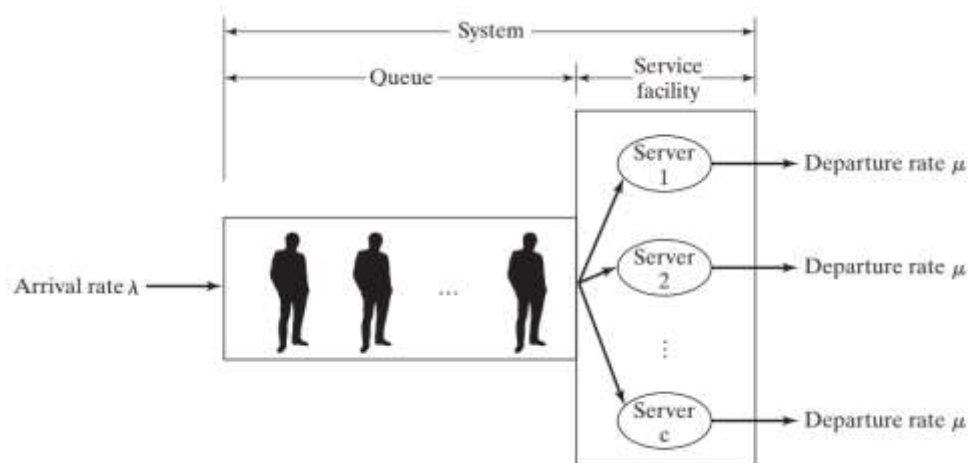 System
Queue
Service
facility
Server
1
Departure rate μ
Arrival rate λ
...
Server
2
Departure rate μ
⋮
Server
c
Departure rate μ